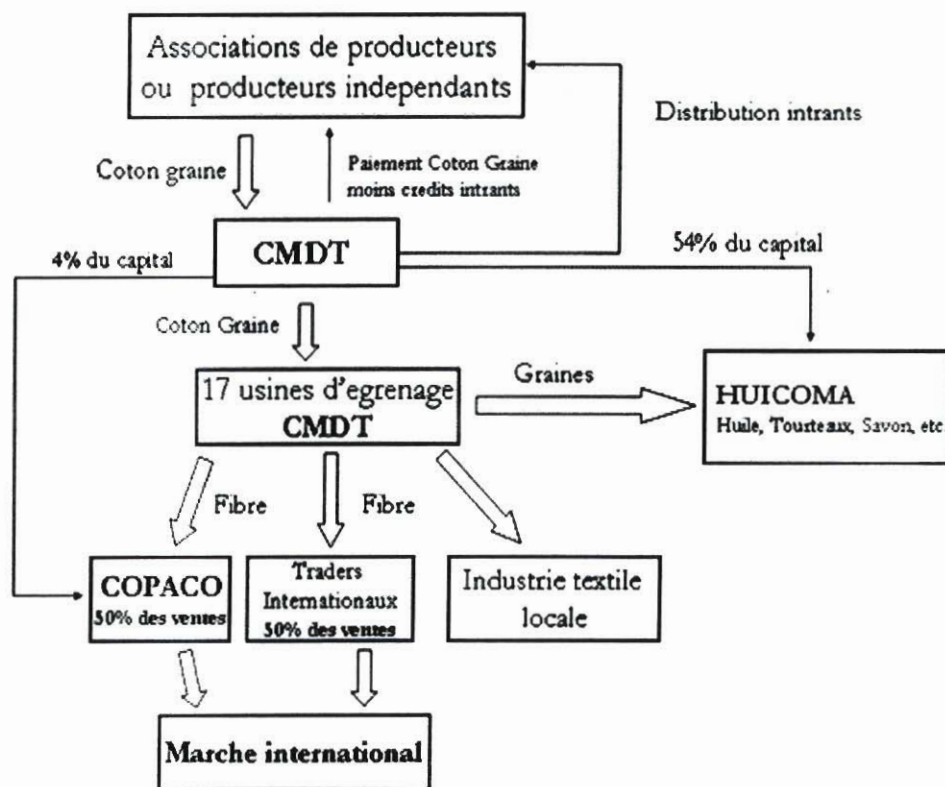 Associations de producteurs
ou producteurs independants
Distribution intrants
Coton graine
Paiement Coton Graine
moins credits intrants
4% du capital
CMDT
54% du capital
Coton Graine
17 usines d'egrenage
CMDT
Graines
HUICOMA
Huile, Tourteaux, Savon, etc
Fibre
Fibre
COPACO
50% des ventes
Traders
Internationaux
50% des ventes
Industrie textile
locale
Marche international